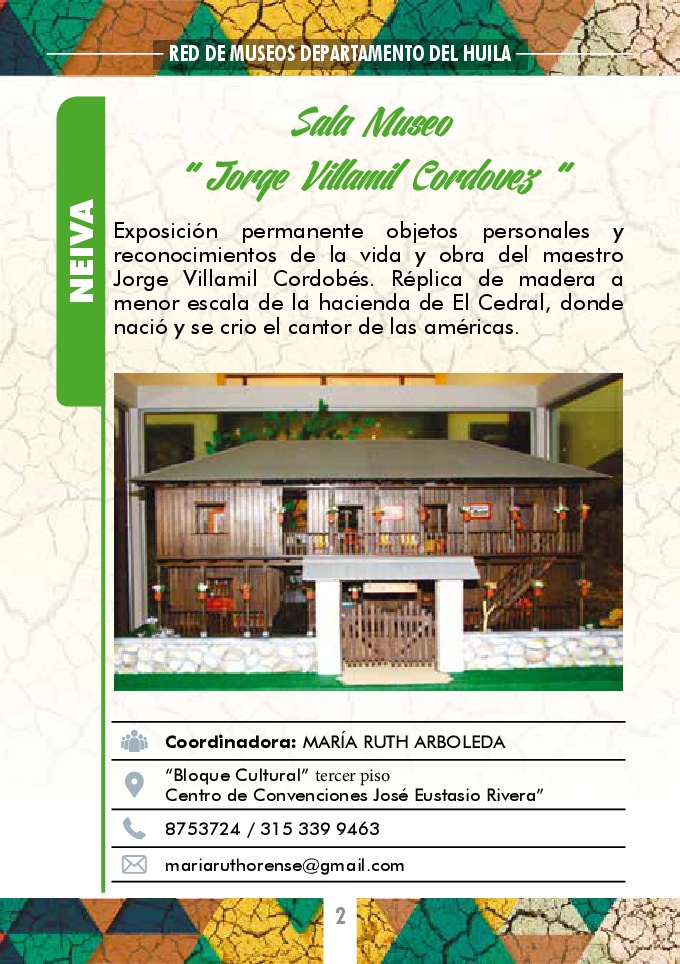 RED DE MUSEOS DEPARTAMENTO DEL HUILA
Sala Museo
" Jorge Villamil Cordovez "
NEIVA
Exposición permanente objetos personales y
reconocimientos de la vida y obra del maestro
Jorge Villamil Cordobés. Réplica de madera a
menor escala de la hacienda de El Cedral, donde
nació y se crio el cantor de las américas.
Coordinadora: MARÍA RUTH ARBOLEDA
“Bloque Cultural” tercer piso
Centro de Convenciones José Eustasio Rivera”
8753724 / 315 339 9463
mariaruthorense@gmail.com
2